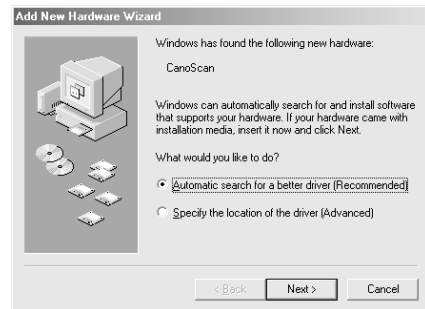 Add New Hardware Wizard
Windows has found the following new hardware:
CanoScan
Windows can automatically search for and install software
that supports your hardware. If your hardware came with
installation media, insert it now and click Next.
What would you like to do?
Automatic search for a better driver (Recommended)
Specify the location of the driver (Advanced)
< Back Next > Cancel